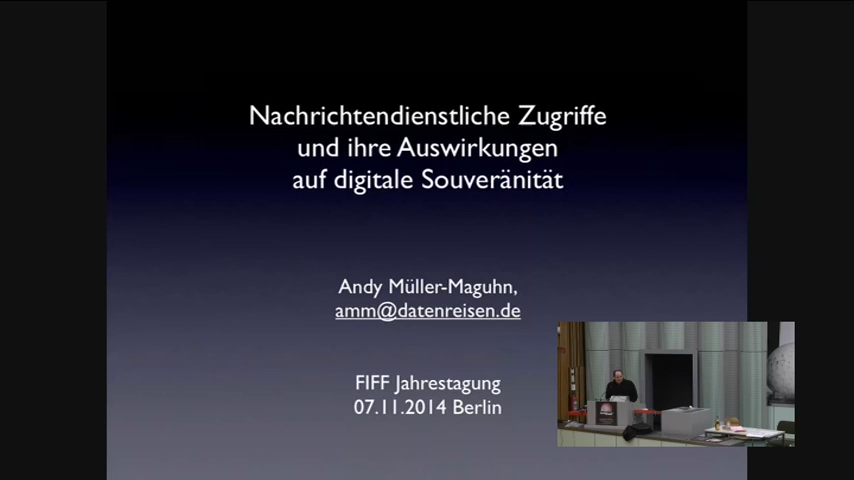 Nachrichtendienstliche Zugriffe
und ihre Auswirkungen
auf digitale Souveränität
Andy Müller-Maguhn,
amm@datenreisen.de
FIFF Jahrestagung
07.11.2014 Berlin